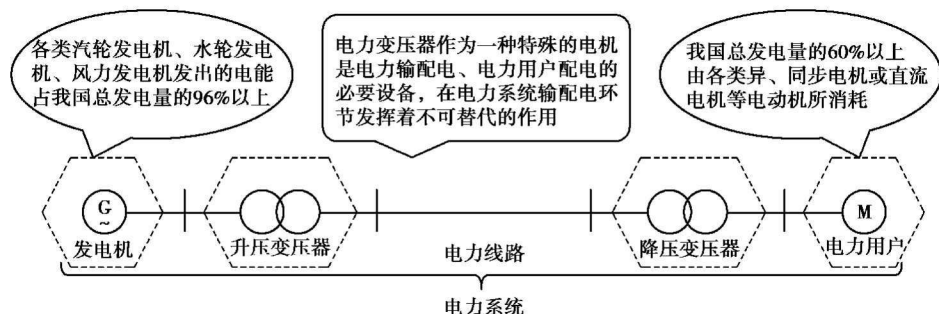 各类汽轮发电机、水轮发电
机、风力发电机发出的电能
占我国总发电量的96%以上
电力变压器作为一种特殊的电机
是电力输配电、电力用户配电的
必要设备，在电力系统输配电环
节发挥着不可替代的作用
我国总发电量的60%以上
由各类异、同步电机或直流
电机等电动机所消耗
G
~
M
发电机
升压变压器
电力线路
降压变压器
电力用户
电力系统